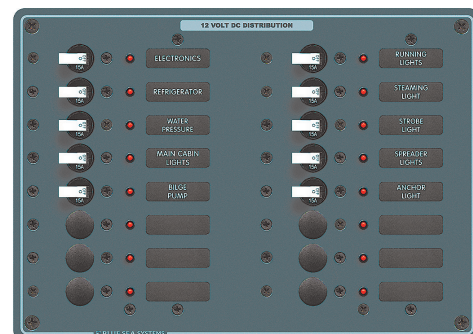 12 VOLT DC DISTRIBUTION
ELECTRONICS
15A
REFRIGERATOR
15A
WATER
PRESSURE
15A
MAIN CABIN
LIGHTS
15A
BILGE
PUMP
15A
RUNNING
LIGHTS
15A
STEAMING
LIGHT
15A
STROBE
LIGHT
15A
SPREADER
LIGHTS
15A
ANCHOR
LIGHT
15A
BLUE SEA SYSTEMS